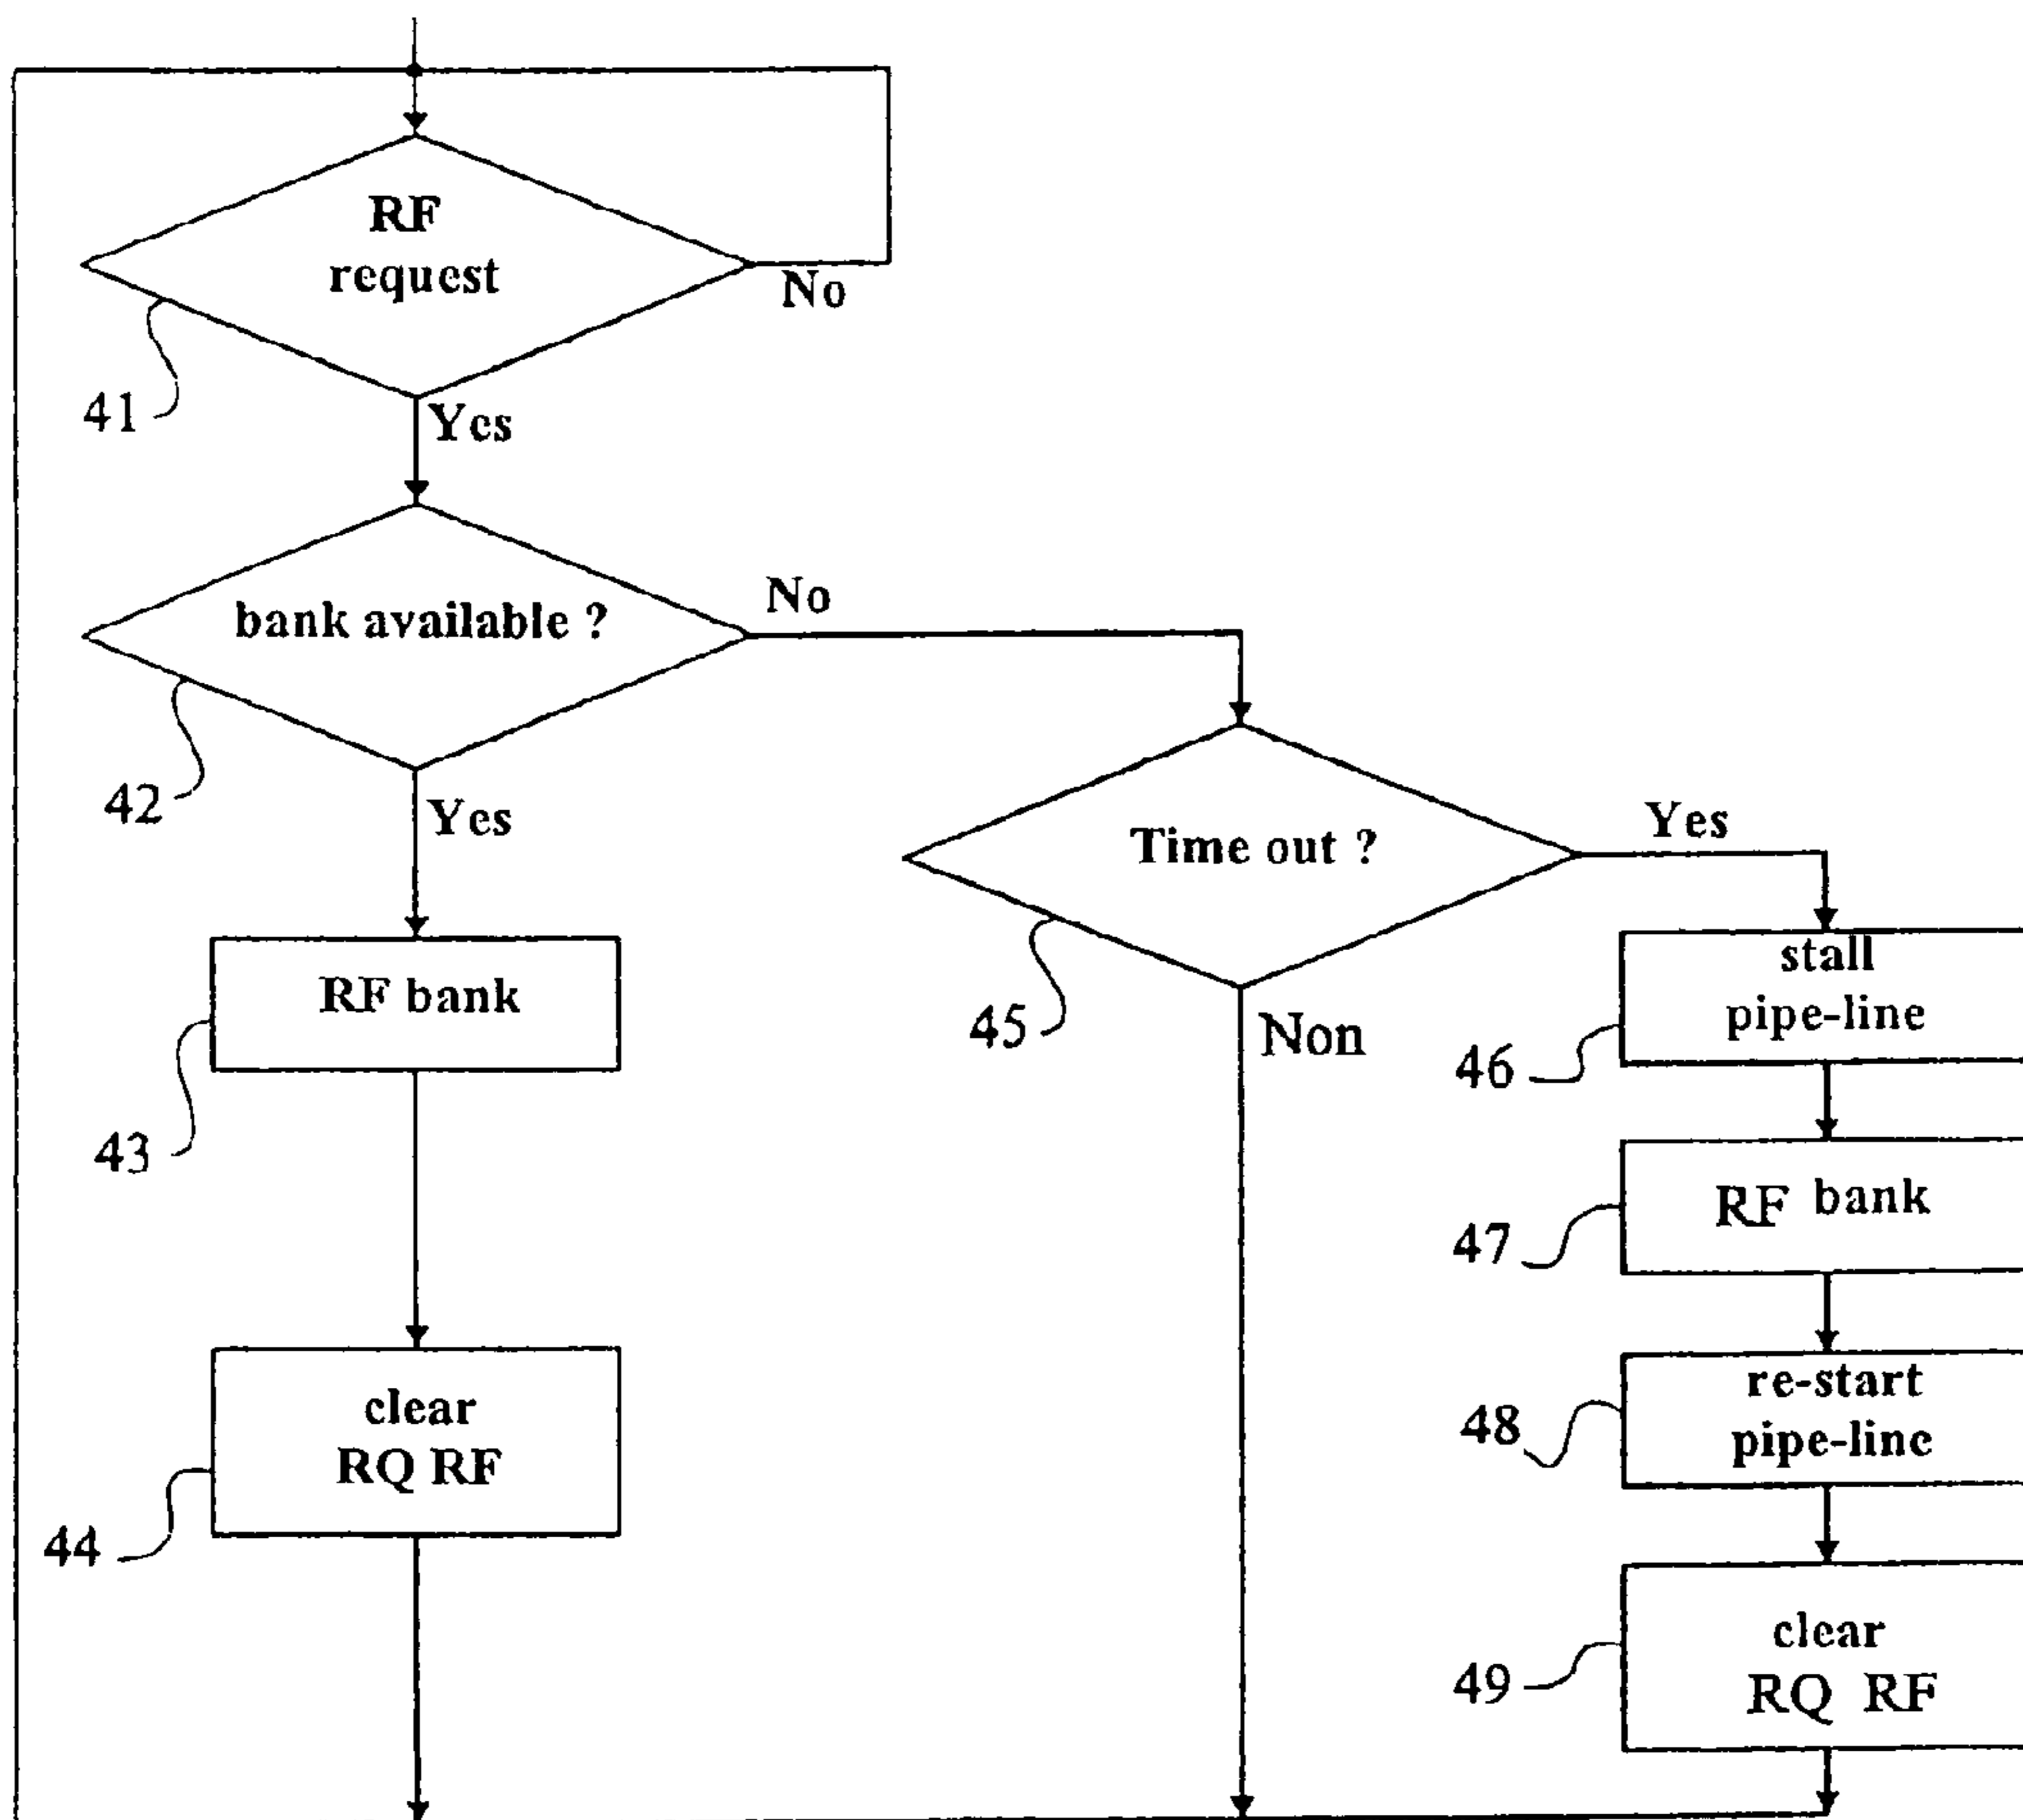 RF
request
No
41
Yes
bank available ?
No
42
Yes
Time out ?
Yes
45
Non
RF bank
43
stall
pipe-line
46
RF bank
47
clear
RQ RF
44
re-start
pipe-line
48
clear
RQ RF
49